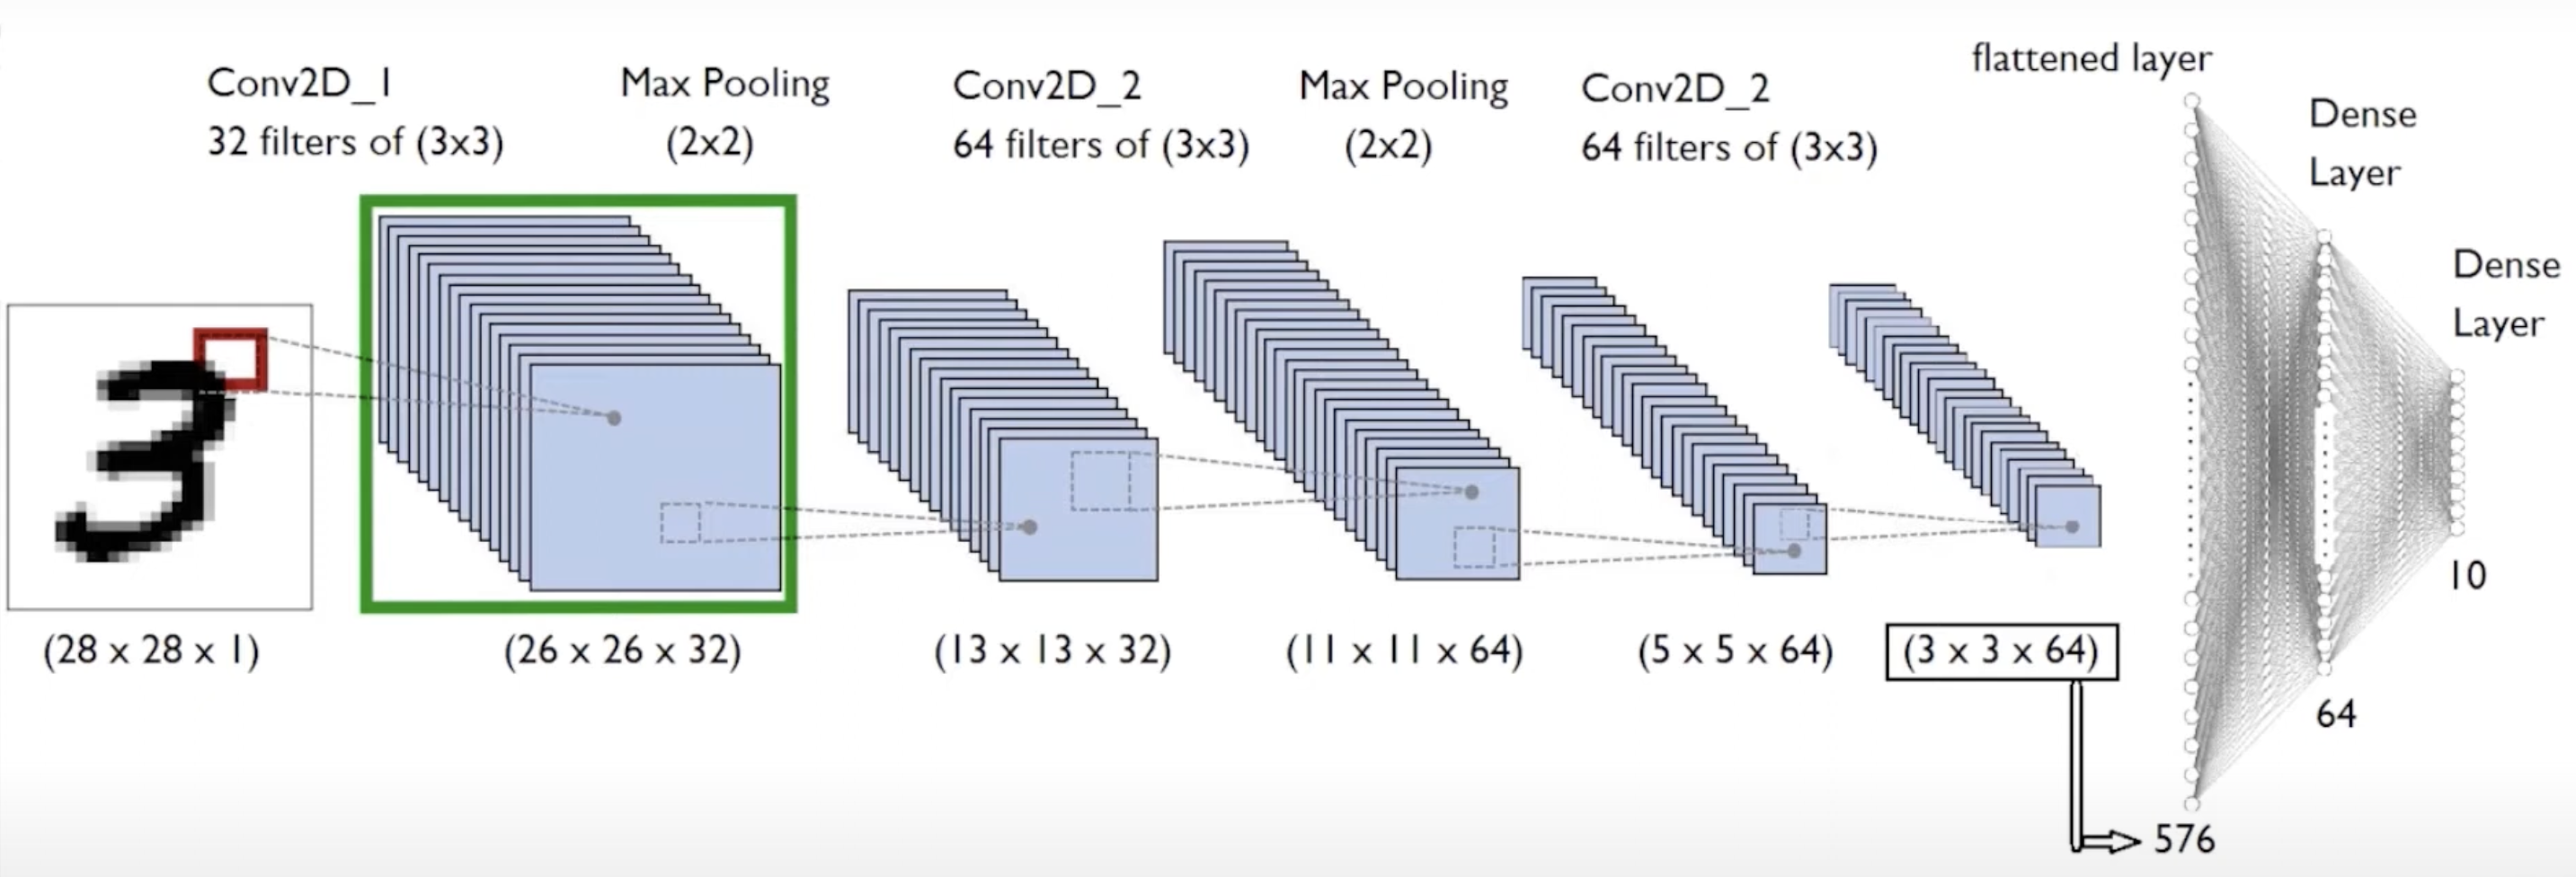 Conv2D_1
32 filters of (3x3)
Max Pooling
(2x2)
Conv2D_2
64 filters of (3x3)
Max Pooling
(2x2)
Conv2D_2
64 filters of (3x3)
flattened layer
Dense
Layer
Dense
Layer
3
(28 x 28 x 1)
(26 x 26 x 32)
(13 x 13 x 32)
(11 x 11 x 64)
(5 x 5 x 64)
(3 x 3 x 64)
576
64
10